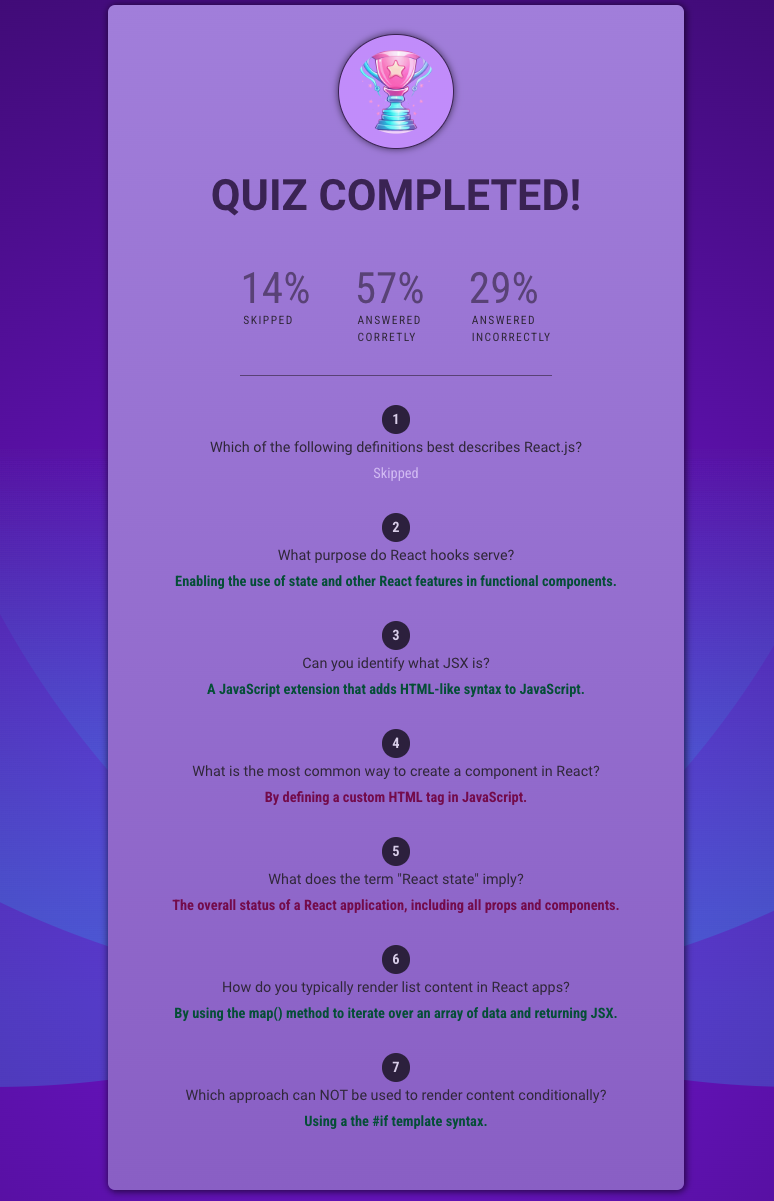 QUIZ COMPLETED!
14% 57% 29%
SKIPPED ANSWERED ANSWERED
CORRETLY INCORRECTLY
1
Which of the following definitions best describes React.js?
Skipped
2
What purpose do React hooks serve?
Enabling the use of state and other React features in functional components.
3
Can you identify what JSX is?
A JavaScript extension that adds HTML-like syntax to JavaScript.
4
What is the most common way to create a component in React?
By defining a custom HTML tag in JavaScript.
5
What does the term "React state" imply?
The overall status of a React application, including all props and components.
6
How do you typically render list content in React apps?
By using the map() method to iterate over an array of data and returning JSX.
7
Which approach can NOT be used to render content conditionally?
Using a the #if template syntax.